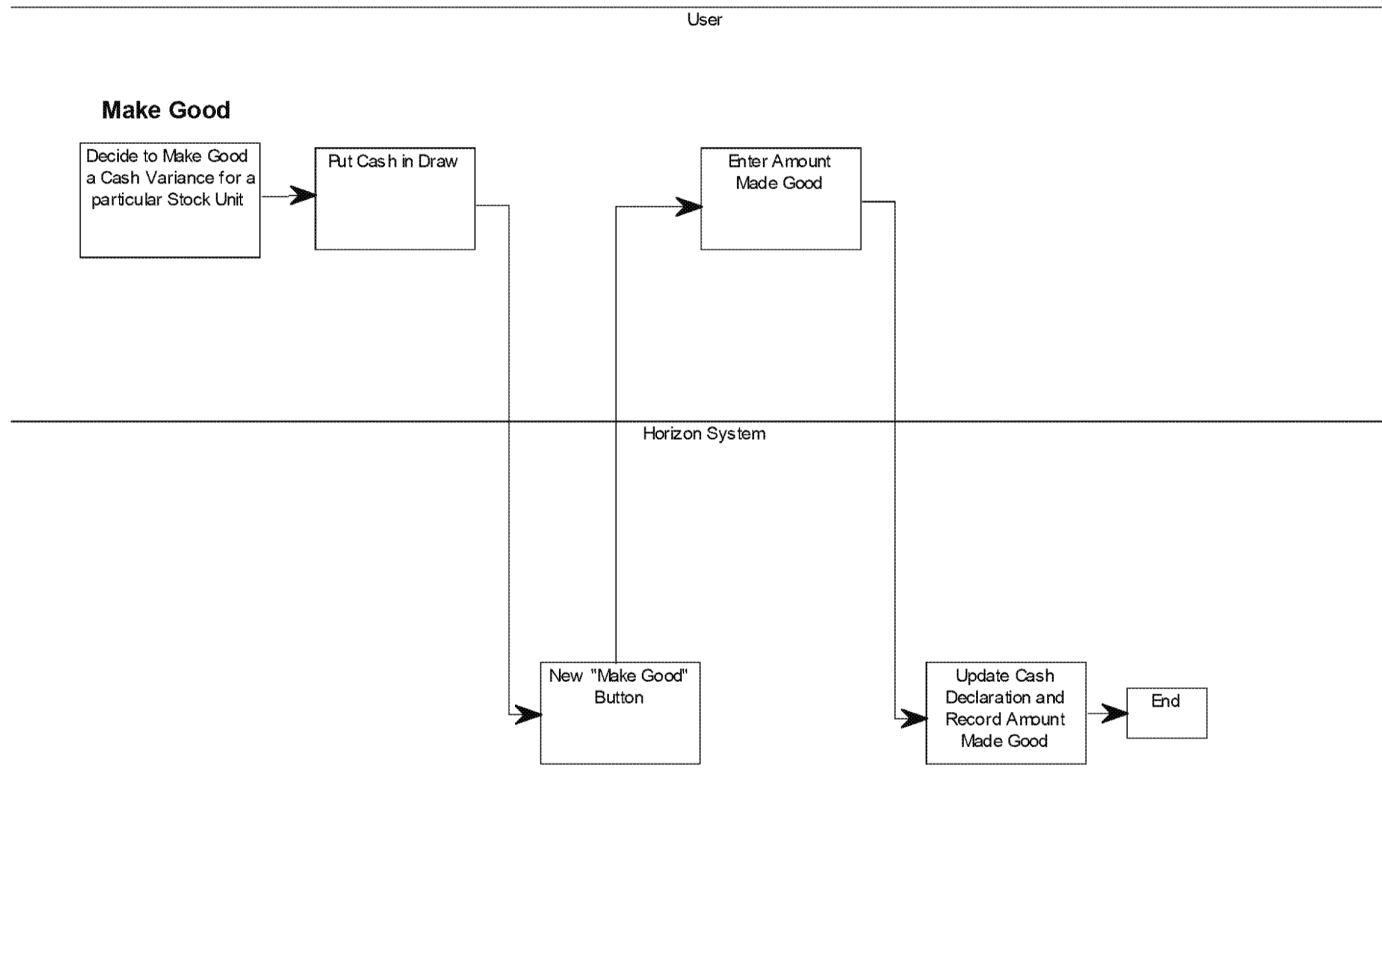 User
Make Good
Decide to Make Good
a Cash Variance for a
particular Stock Unit
Put Cash in Draw
Enter Amount
Made Good
Horizon System
New "Make Good"
Button
Update Cash
Declaration and
Record Amount
Made Good
End